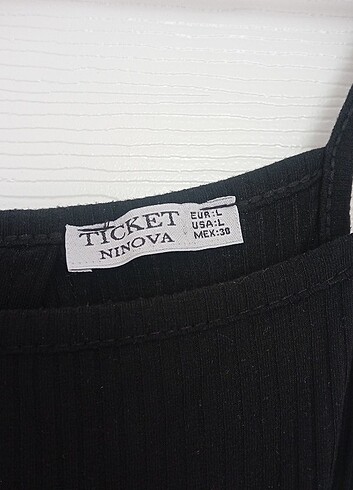 TICKET
NINOVA
EUR:L
USA:L
MEX:30